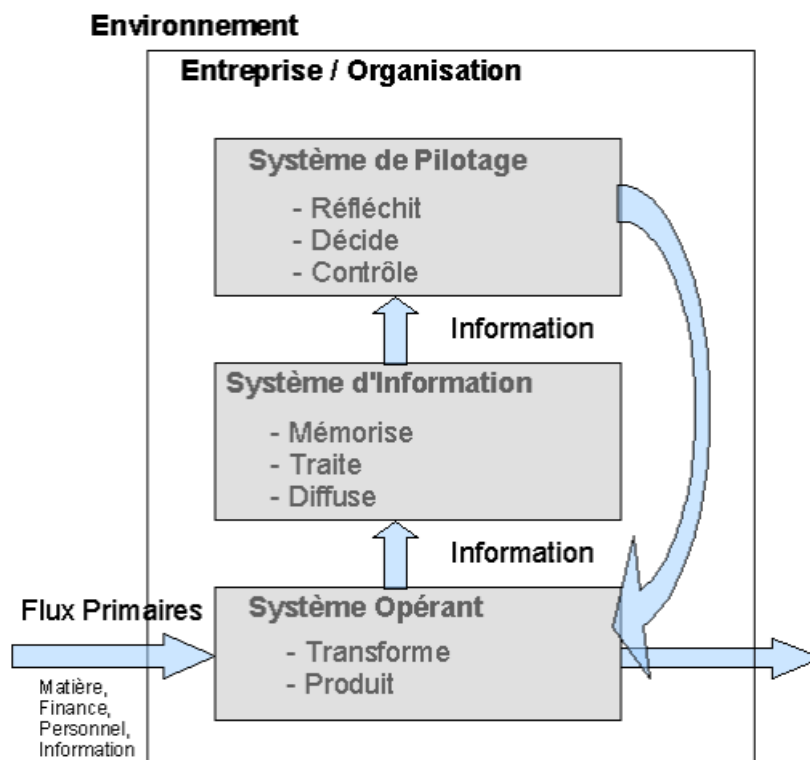 Environnement
Entreprise / Organisation
Système de Pilotage
- Réfléchit
- Décide
- Contrôle
Information
Système d'Information
- Mémorise
- Traite
- Diffuse
Information
Flux Primaires
Système Opérant
- Transforme
- Produit
Matière,
Finance,
Personnel,
Information